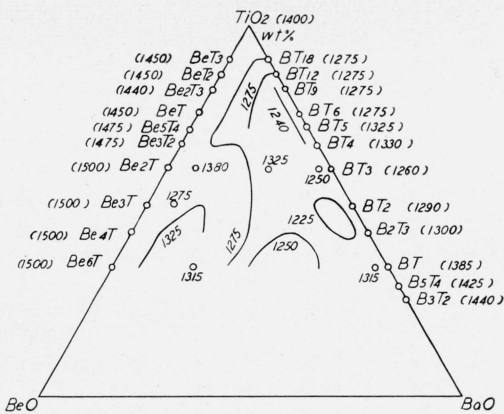 TiO2 (1400)
wt%
(1450) BeT3
BT18 (1275)
(1450) BeT2
BT12 (1275)
(1440) Be2T3
BT9 (1275)
(1450) BeT
BT6 (1275)
(1475) Be5T4
BT5 (1325)
(1475) Be3T2
BT4 (1330)
(1500) Be2T
BT3 (1260)
(1500) Be3T
BT2 (1290)
(1500) Be4T
B2T3 (1300)
(1500) Be6T
BT (1385)
B5T4 (1425)
B3T2 (1440)
1275
1240
1380
1325
1250
1275
1225
1325
1275
1250
1315
1315
BeO
BaO